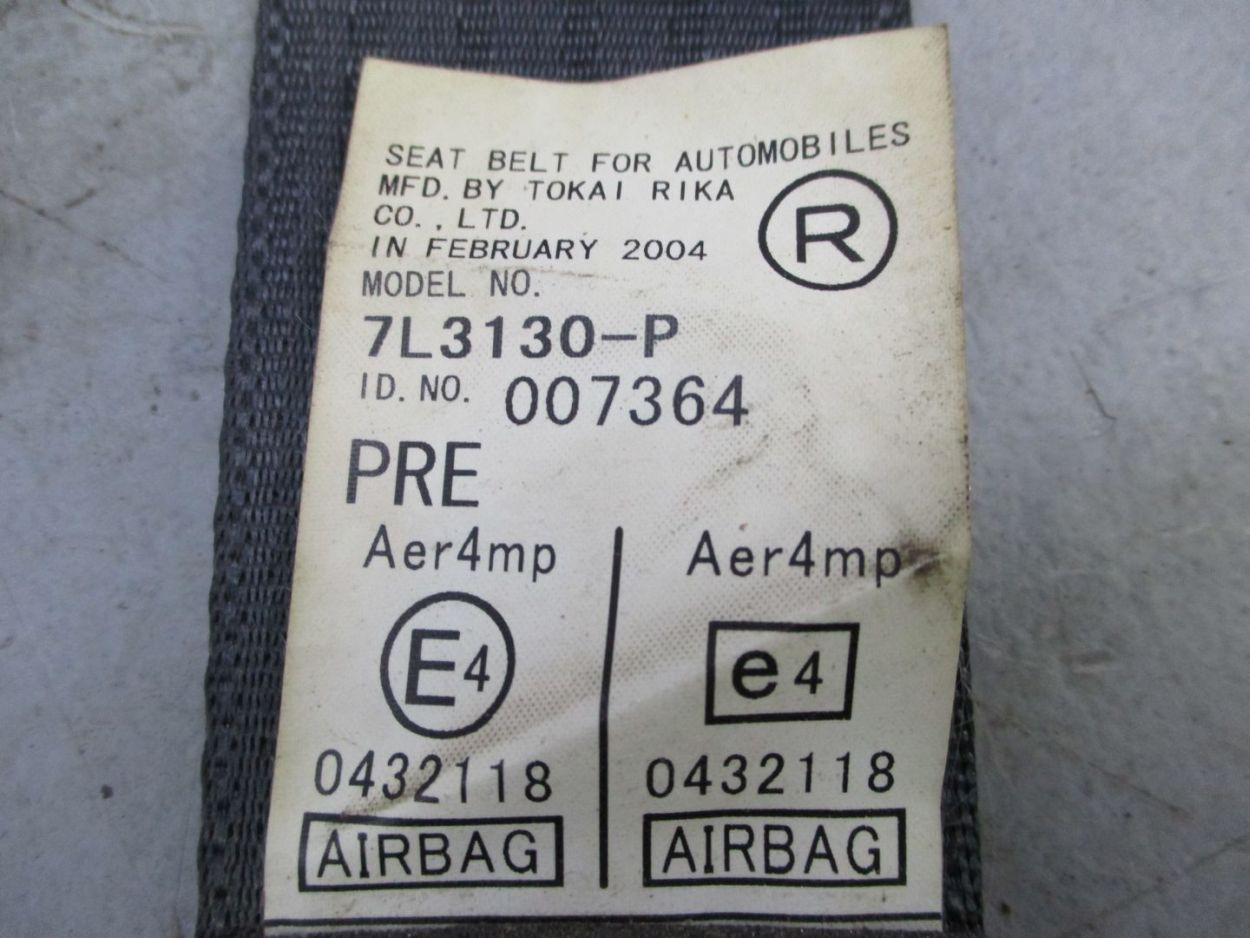 SEAT BELT FOR AUTOMOBILES
MFD. BY TOKAI RIKA
CO., LTD.
IN FEBRUARY 2004
R
MODEL NO.
7L3130-P
ID. NO. 007364
PRE
Aer4mp Aer4mp
E4 e4
0432118 0432118
AIRBAG AIRBAG